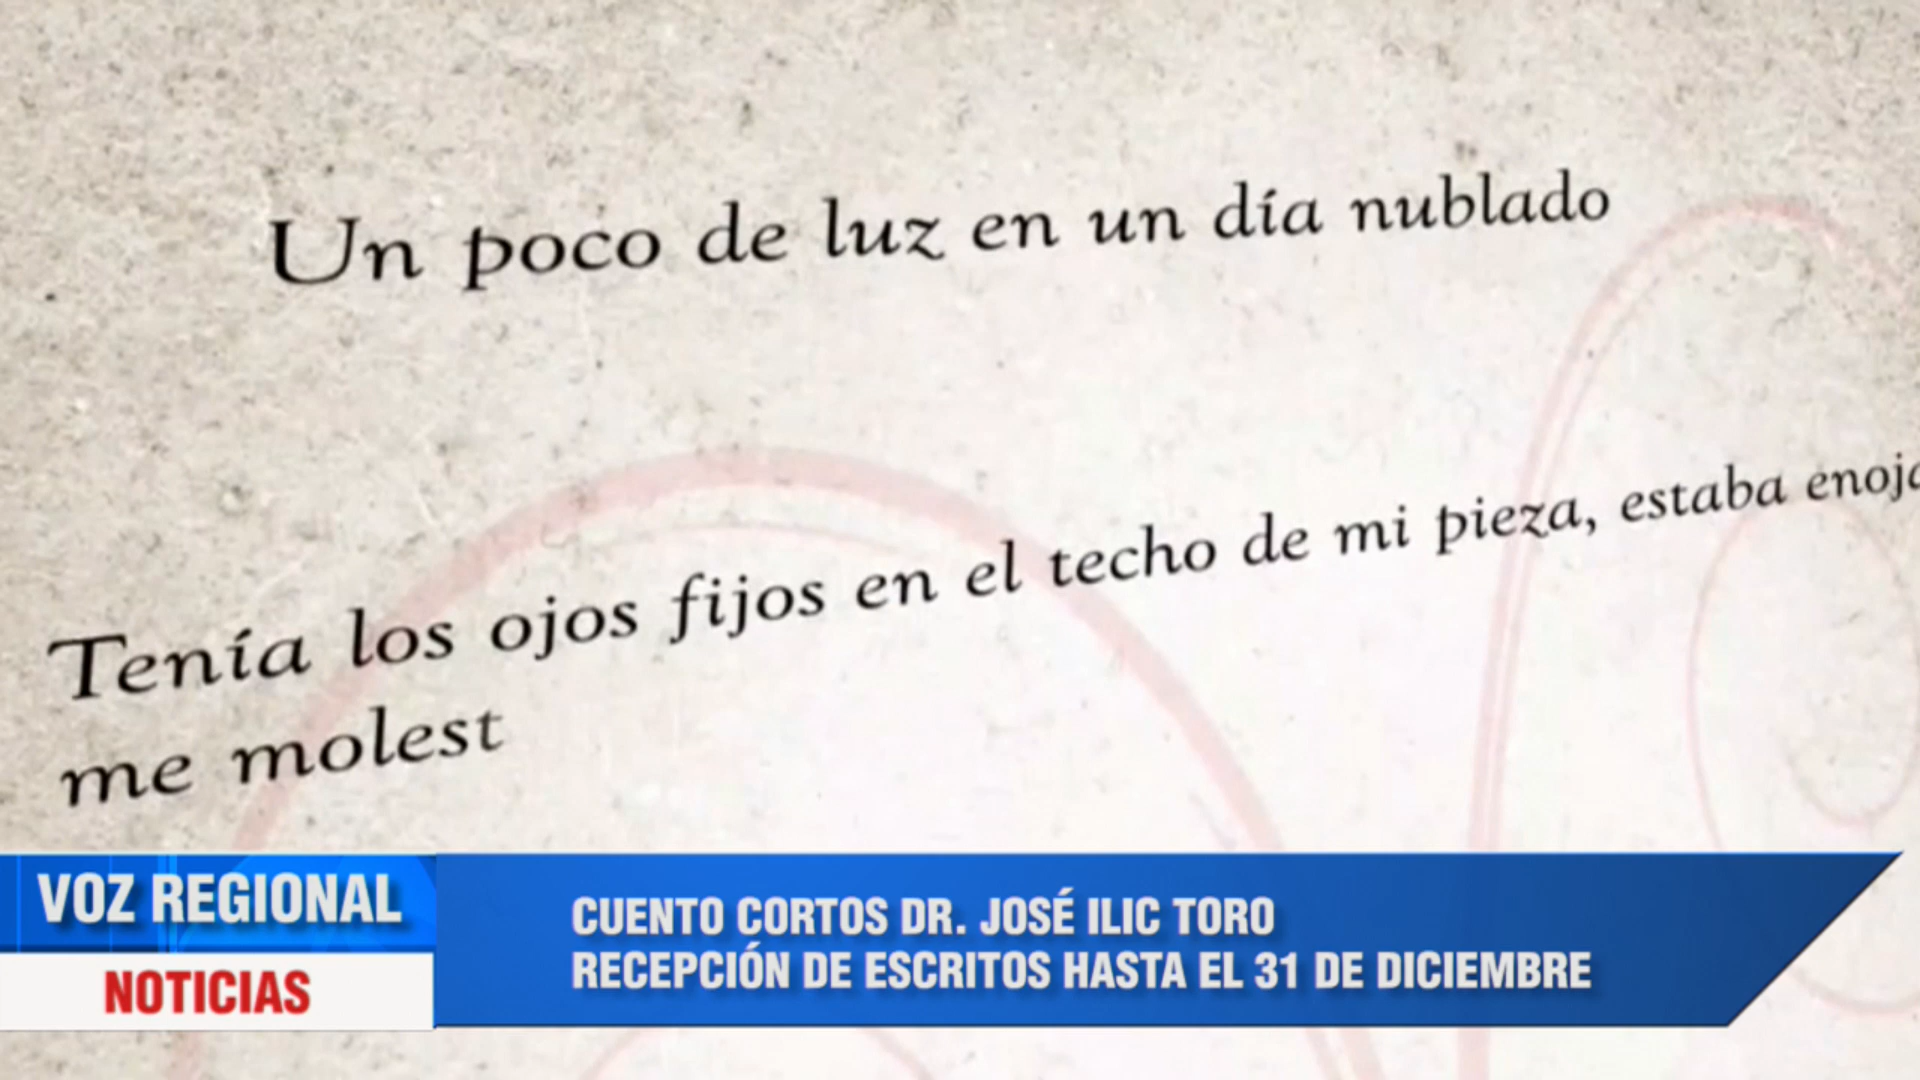 Un poco de luz en un día nublado
Tenía los ojos fijos en el techo de mi pieza, estaba enoja
me molest
VOZ REGIONAL
NOTICIAS
CUENTO CORTOS DR. JOSÉ ILIC TORO
RECEPCIÓN DE ESCRITOS HASTA EL 31 DE DICIEMBRE